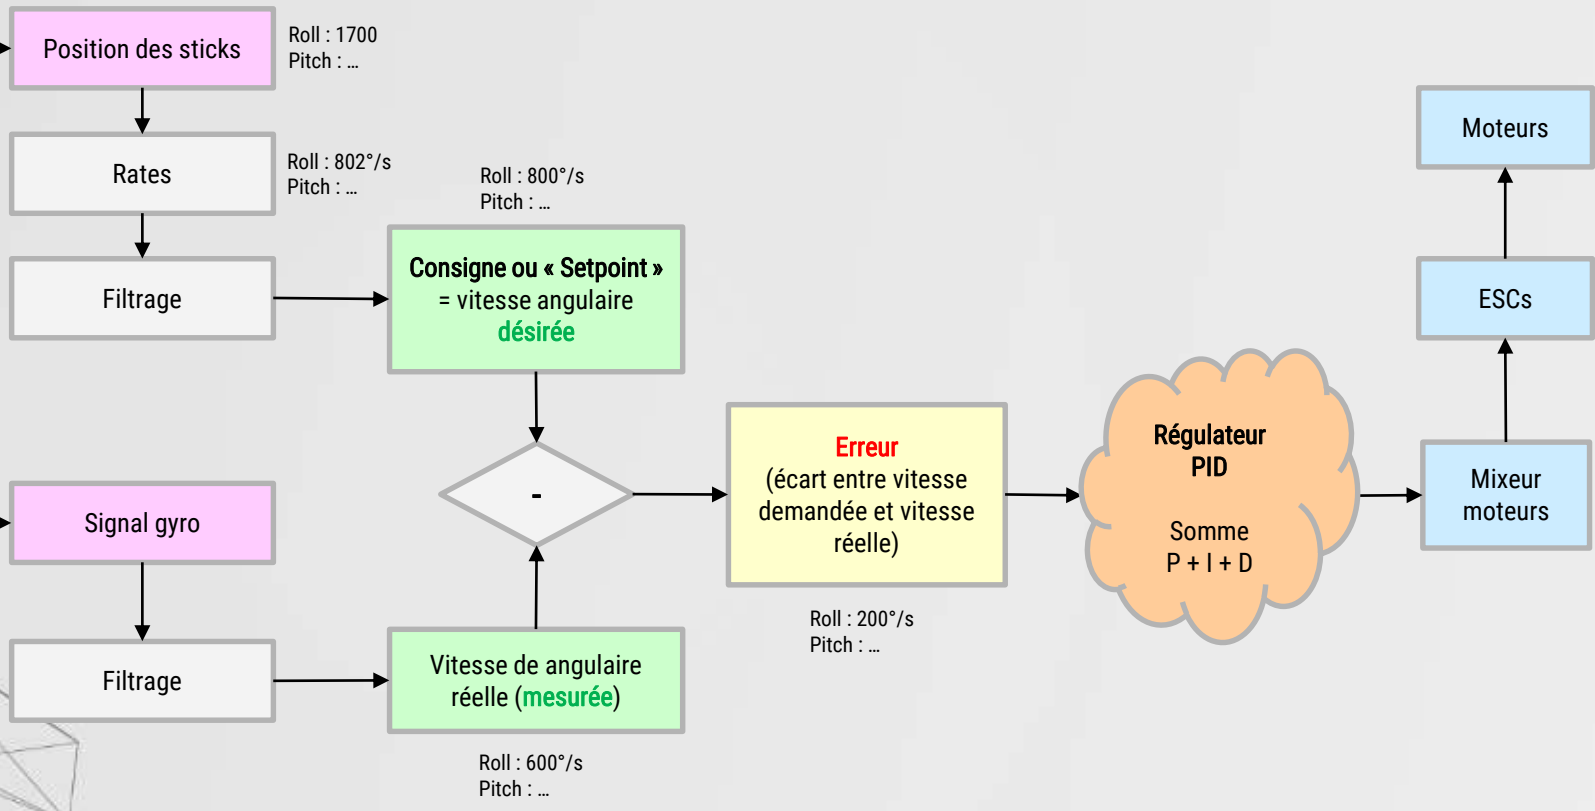 Position des sticks
Roll : 1700
Pitch : ...
Rates
Roll : 802°/s
Pitch : ...
Filtrage
Roll : 800°/s
Pitch : ...
Consigne ou « Setpoint »
= vitesse angulaire
désirée
-
Signal gyro
Filtrage
Vitesse de angulaire
réelle (mesurée)
Roll : 600°/s
Pitch : ...
Erreur
(écart entre vitesse
demandée et vitesse
réelle)
Roll : 200°/s
Pitch : ...
Régulateur
PID
Somme
P + I + D
Mixeur
moteurs
ESCs
Moteurs